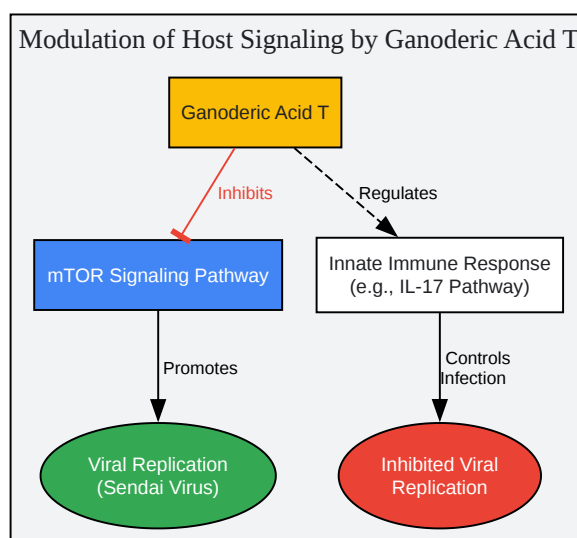 Modulation of Host Signaling by Ganoderic Acid T
Ganoderic Acid T
Inhibits
Regulates
mTOR Signaling Pathway
Innate Immune Response
(e.g., IL-17 Pathway)
Promotes
Controls
Infection
Viral Replication
(Sendai Virus)
Inhibited Viral
Replication